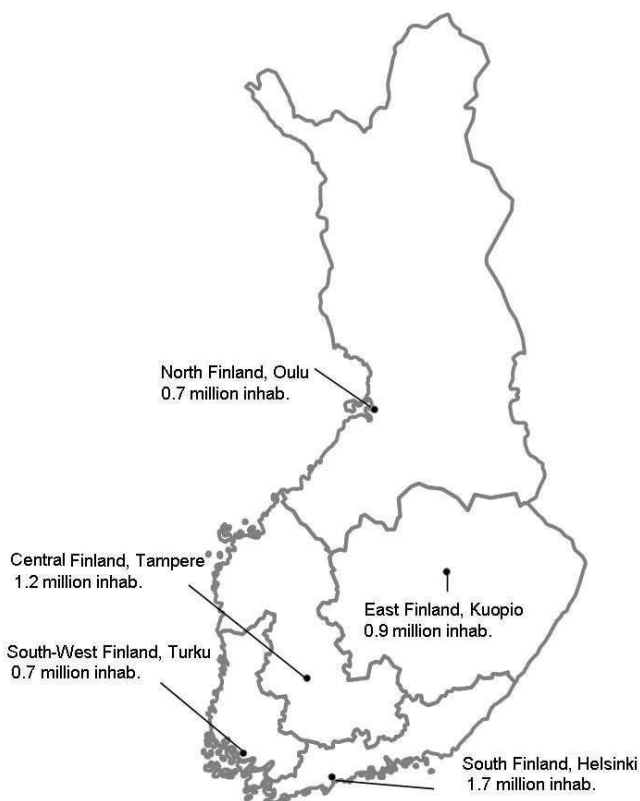 North Finland, Oulu
0.7 million inhab.
Central Finland, Tampere
1.2 million inhab.
East Finland, Kuopio
0.9 million inhab.
South-West Finland, Turku
0.7 million inhab.
South Finland, Helsinki
1.7 million inhab.